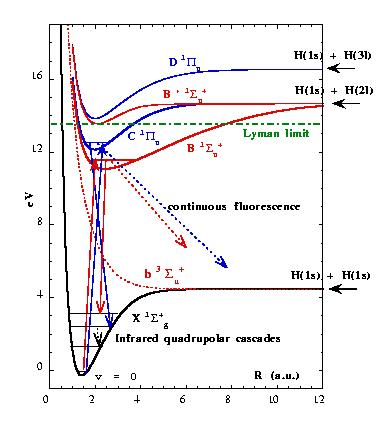 H(1s) + H(3l)
D ¹Πᵤ
16
B ' ¹Σᵤ⁺
H(1s) + H(2l)
Lyman limit
C ¹Πᵤ
B ¹Σᵤ⁺
12
eV
continuous fluorescence
8
b ³Σᵤ⁺
H(1s) + H(1s)
4
X ¹Σg⁺
Infrared quadrupolar cascades
0
v = 0
R (a.u.)
0 2 4 6 8 10 12